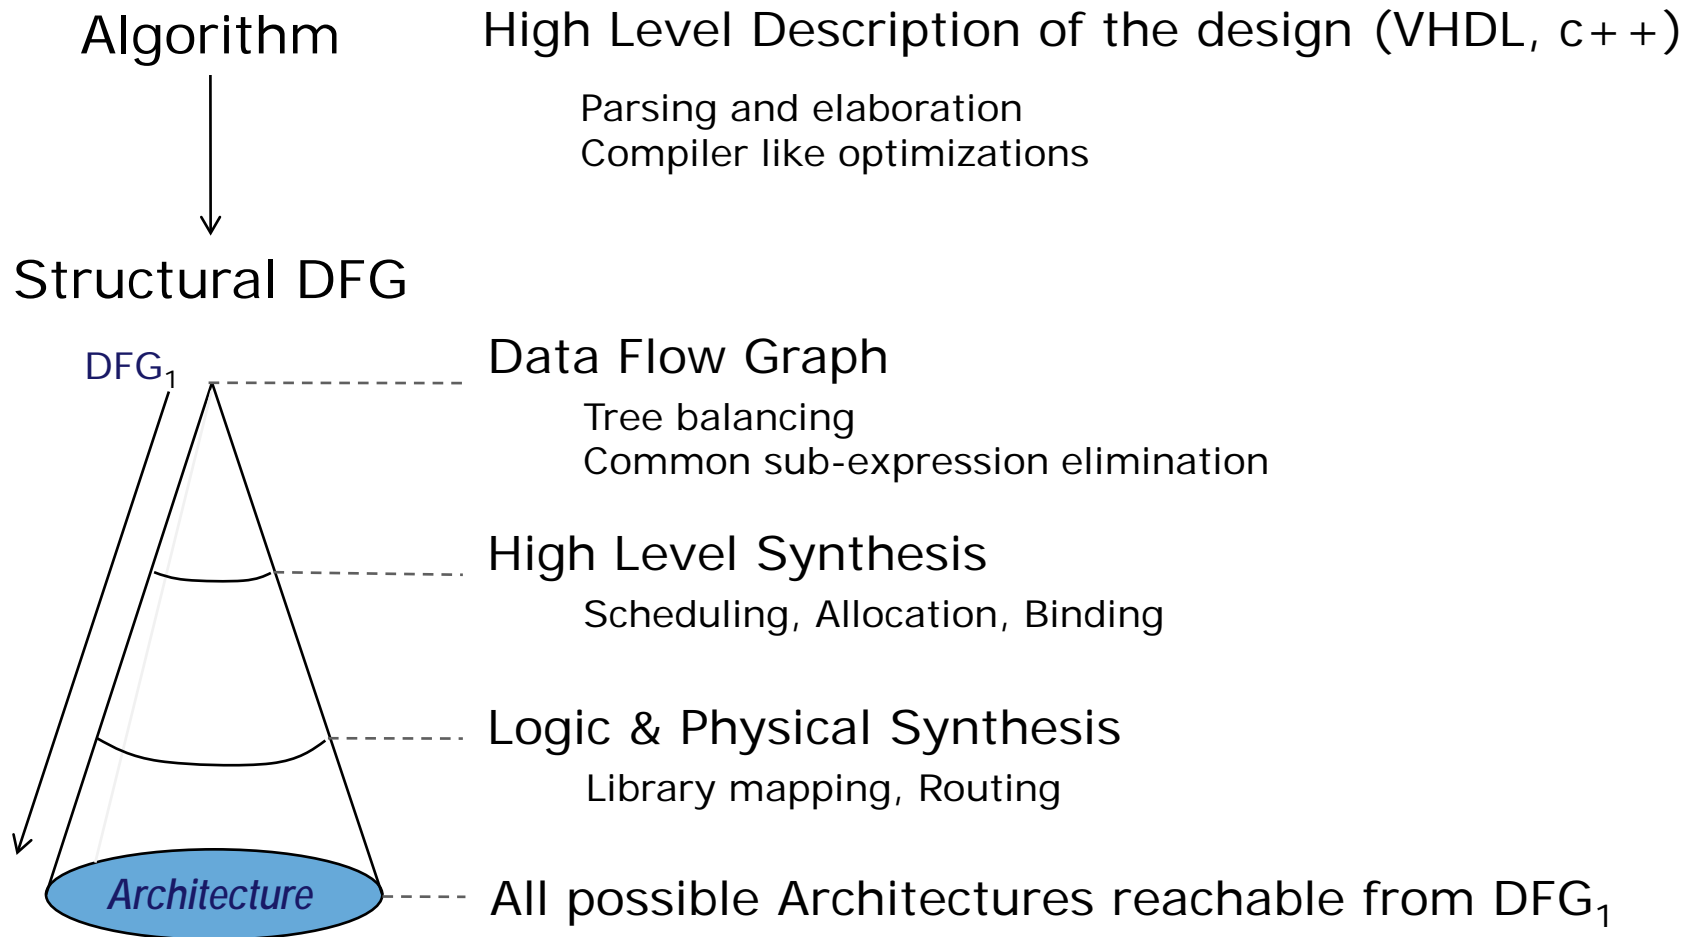 Algorithm
High Level Description of the design (VHDL, c++)
Parsing and elaboration
Compiler like optimizations
Structural DFG
DFG₁
Data Flow Graph
Tree balancing
Common sub-expression elimination
High Level Synthesis
Scheduling, Allocation, Binding
Logic & Physical Synthesis
Library mapping, Routing
Architecture
All possible Architectures reachable from DFG₁